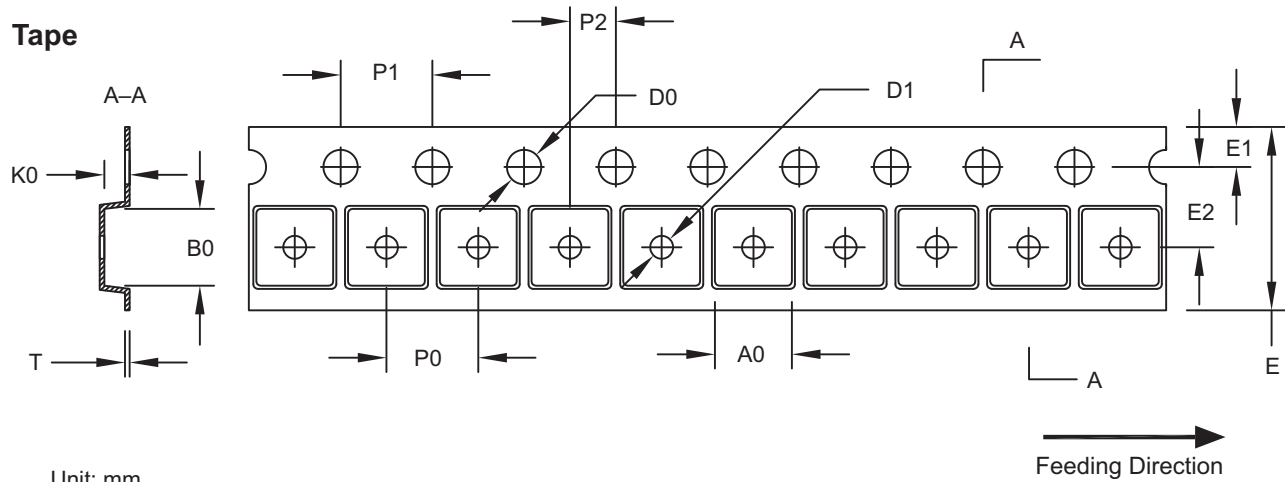 Tape
P2
A
P1
A–A
D0
D1
K0
E1
E2
B0
T
P0
A0
E
A
Feeding Direction
Unit: mm